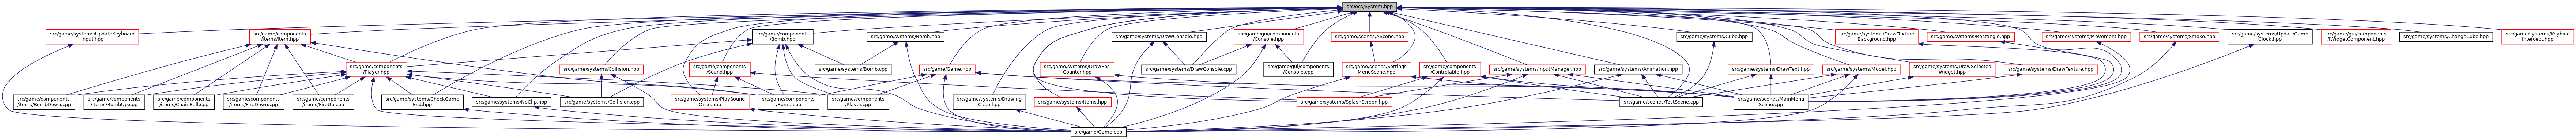 src/ecs/System.hpp
src/game/systems/UpdateKeyboard
Input.hpp
src/game/components
/items/Item.hpp
src/game/components
/Bomb.hpp
src/game/systems/Bomb.hpp
src/game/systems/DrawConsole.hpp
src/game/gui/components
/Console.hpp
src/game/scenes/AScene.hpp
src/game/systems/Cube.hpp
src/game/systems/DrawTexture
Background.hpp
src/game/systems/Rectangle.hpp
src/game/systems/Movement.hpp
src/game/systems/Smoke.hpp
src/game/systems/UpdateGame
Clock.hpp
src/game/gui/components
/IWidgetComponent.hpp
src/game/systems/ChangeCube.hpp
src/game/systems/Keybind
Intercept.hpp
src/game/components
/Player.hpp
src/game/systems/Collision.hpp
src/game/components
/Sound.hpp
src/game/systems/Bomb.cpp
src/game/Game.hpp
src/game/systems/DrawFps
Counter.hpp
src/game/systems/DrawConsole.cpp
src/game/gui/components
/Console.cpp
src/game/scenes/Settings
MenuScene.hpp
src/game/components
/Controlable.hpp
src/game/systems/InputManager.hpp
src/game/systems/Animation.hpp
src/game/systems/DrawText.hpp
src/game/systems/Model.hpp
src/game/systems/DrawSelected
Widget.hpp
src/game/systems/DrawTexture.hpp
src/game/components
/items/BombDown.cpp
src/game/components
/items/BombUp.cpp
src/game/components
/items/ChainBall.cpp
src/game/components
/items/FireDown.cpp
src/game/components
/items/FireUp.cpp
src/game/systems/CheckGame
End.hpp
src/game/systems/NoClip.hpp
src/game/systems/Collision.cpp
src/game/systems/PlaySound
Once.hpp
src/game/components
/Bomb.cpp
src/game/components
/Player.cpp
src/game/systems/Drawing
Cube.hpp
src/game/systems/Items.hpp
src/game/systems/SplashScreen.hpp
src/game/scenes/TestScene.cpp
src/game/scenes/MainMenu
Scene.cpp
src/game/Game.cpp